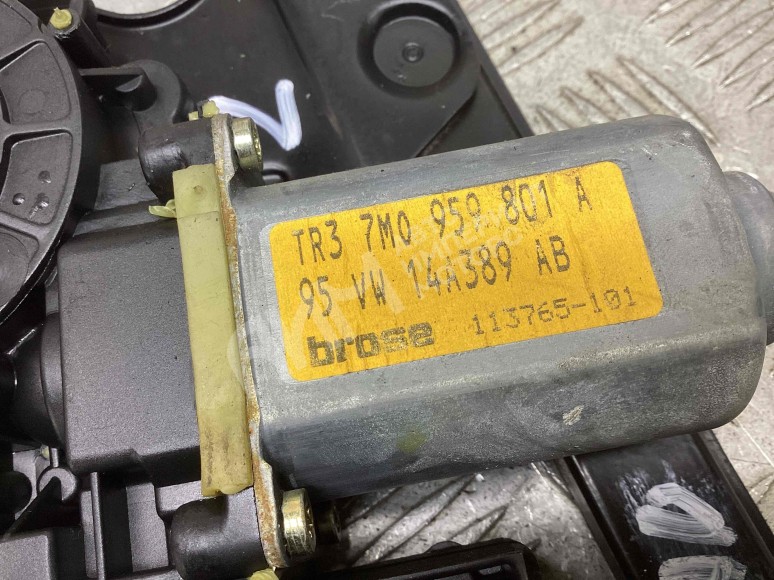 TR3 7M0 959 801 A
95 VW 14A389 AB
brose 113765-101